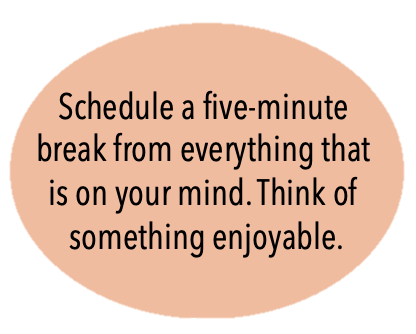 Schedule a five-minute
break from everything that
is on your mind. Think of
something enjoyable.